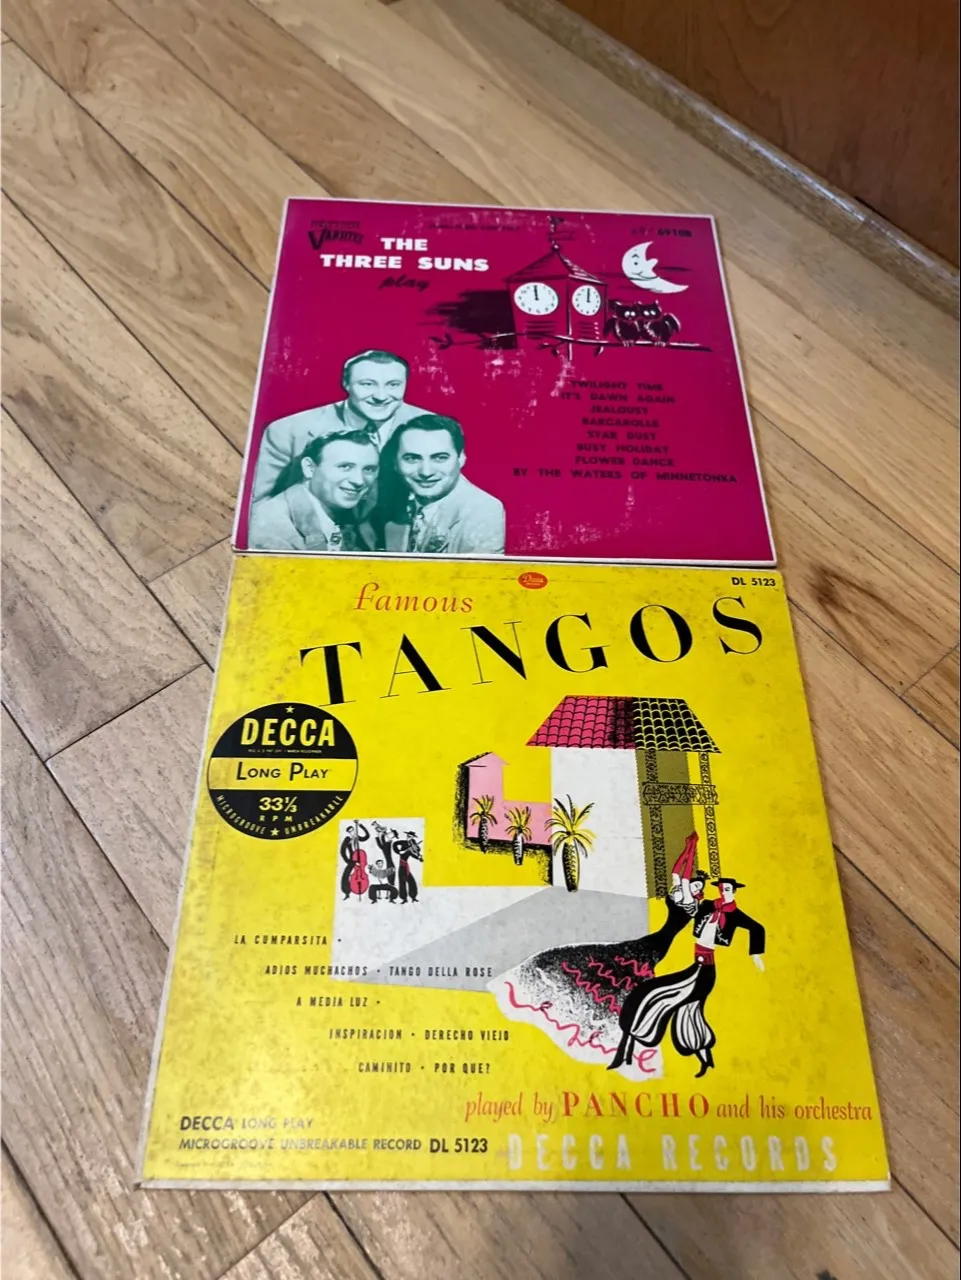 VARSITY
THE
THREE SUNS
play
6910B
TWILIGHT TIME
IT'S DAWN AGAIN
JEALOUSY
BARCAROLLE
STAR DUST
BUSY HOLIDAY
FLOWER DANCE
BY THE WATERS OF MINNETONKA
Decca
DL 5123
famous
TANGOS
DECCA
LONG PLAY
33⅓
RPM
MICROGROOVE ★ UNBREAKABLE
LA CUMPARSITA •
ADIOS MUCHACHOS • TANGO DELLA ROSE
A MEDIA LUZ •
INSPIRACION • DERECHO VIEJO
CAMINITO • POR QUE?
played by PANCHO and his orchestra
DECCA LONG PLAY
MICROGROOVE UNBREAKABLE RECORD DL 5123
DECCA RECORDS